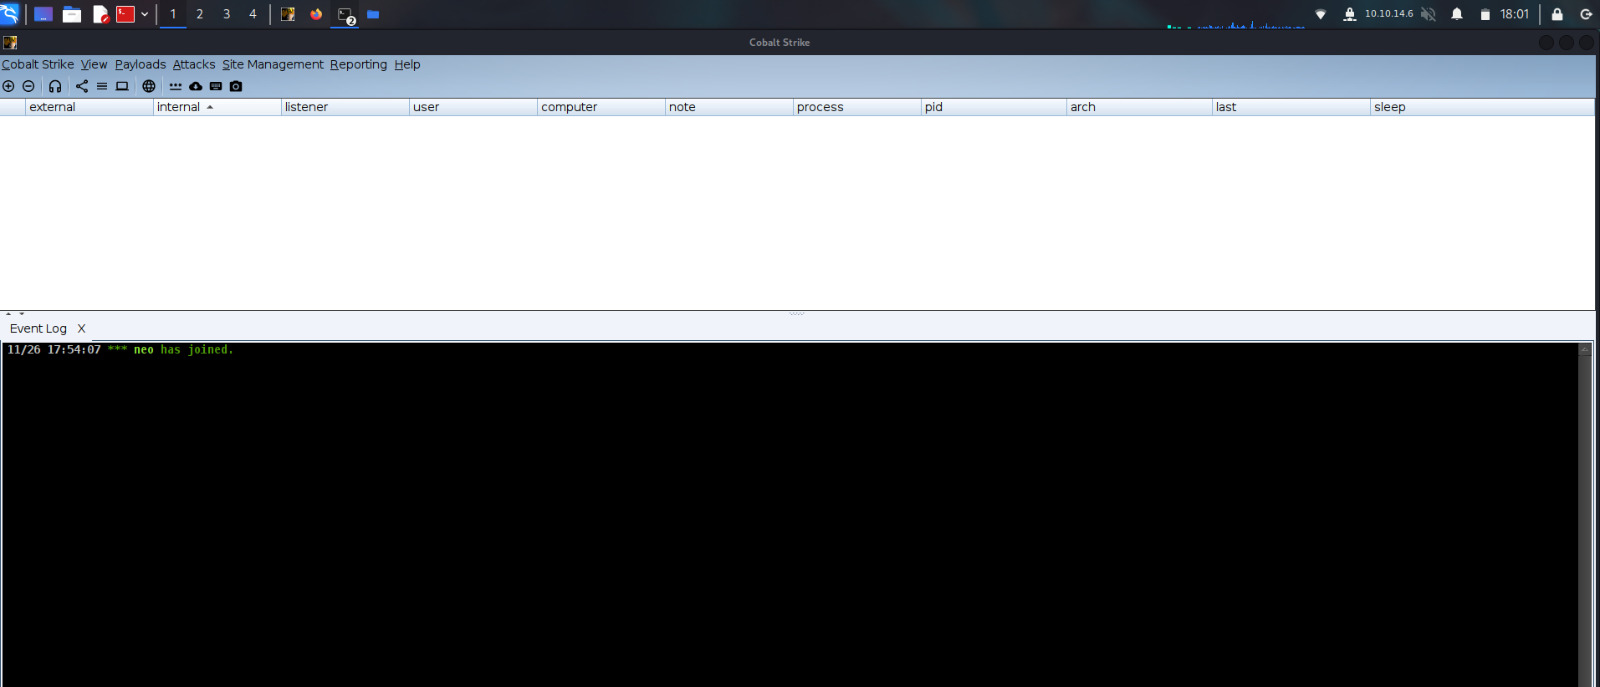 1 2 3 4 10.10.14.6 18:01
Cobalt Strike
Cobalt Strike View Payloads Attacks Site Management Reporting Help
external internal listener user computer note process pid arch last sleep
Event Log X
11/26 17:54:07 *** neo has joined.